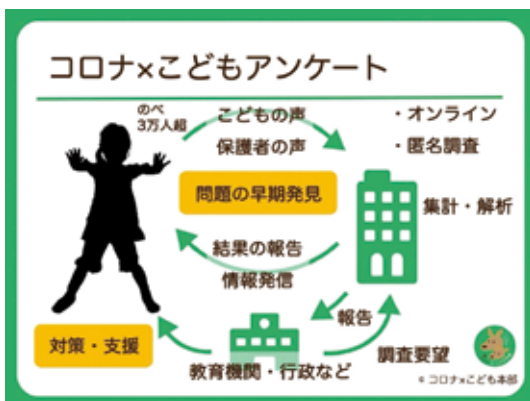 コロナ×こどもアンケート
のべ
3万人超
こどもの声
保護者の声
・オンライン
・匿名調査
問題の早期発見
集計・解析
結果の報告
情報発信
報告
対策・支援
教育機関・行政など
調査要望
© コロナ×こども本部